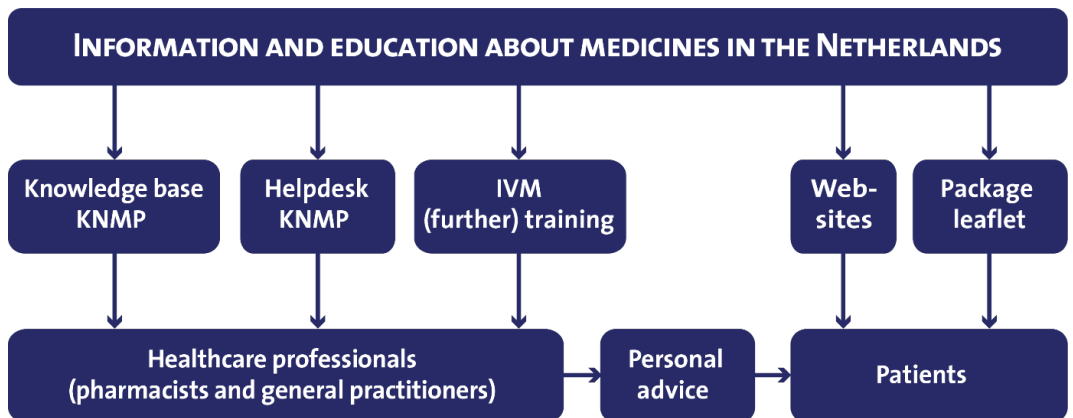 INFORMATION AND EDUCATION ABOUT MEDICINES IN THE NETHERLANDS
Knowledge base
KNMP
Helpdesk
KNMP
IVM
(further) training
Web-
sites
Package
leaflet
Healthcare professionals
(pharmacists and general practitioners)
Personal
advice
Patients